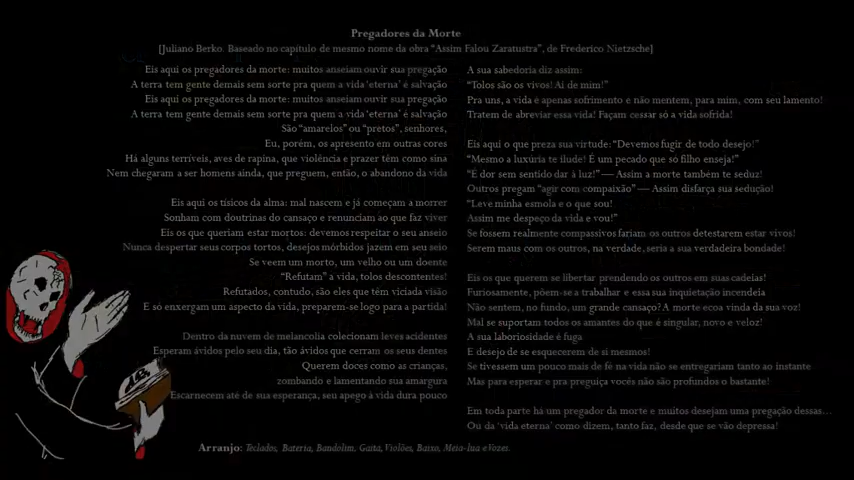 Pregadores da Morte
[Juliano Berko. Baseado no capítulo de mesmo nome da obra “Assim Falou Zaratustra”, de Frederico Nietzsche]
Eis aqui os pregadores da morte: muitos anseiam ouvir sua pregação
A terra tem gente demais sem sorte pra quem a vida ‘eterna’ é salvação
Eis aqui os pregadores da morte: muitos anseiam ouvir sua pregação
A terra tem gente demais sem sorte pra quem a vida ‘eterna’ é salvação
São “amarelos” ou “pretos”, senhores,
Eu, porém, os apresento em outras cores
Há alguns terríveis, aves de rapina, que violência e prazer têm como sina
Nem chegaram a ser homens ainda, que preguem, então, o abandono da vida
Eis aqui os tísicos da alma: mal nascem e já começam a morrer
Sonham com doutrinas do cansaço e renunciam ao que faz viver
Eis os que queriam estar mortos: devemos respeitar o seu anseio
Nunca despertar seus corpos tortos, desejos mórbidos jazem em seu seio
Se veem um morto, um velho ou um doente
“Refutam” a vida, tolos descontentes!
Refutados, contudo, são eles que têm viciada visão
E só enxergam um aspecto da vida, preparem-se logo para a partida!
Dentro da nuvem de melancolia colecionam leves acidentes
Esperam ávidos pelo seu dia, tão ávidos que cerram os seus dentes
Querem doces como as crianças,
zombando e lamentando sua amargura
Escarnecem até de sua esperança, seu apego à vida dura pouco
A sua sabedoria diz assim:
“Tolos são os vivos! Ai de mim!”
Pra uns, a vida é apenas sofrimento e não mentem, para mim, com seu lamento!
Tratem de abreviar essa vida! Façam cessar só a vida sofrida!
Eis aqui o que preza sua virtude: “Devemos fugir de todo desejo!”
“Mesmo a luxúria te ilude! É um pecado que só filho enseja!”
“É dor sem sentido dar à luz!” — Assim a morte também te seduz!
Outros pregam “agir com compaixão” — Assim disfarça sua sedução!
“Leve minha esmola e o que sou!
Assim me despeço da vida e vou!”
Se fossem realmente compassivos fariam os outros detestarem estar vivos!
Serem maus com os outros, na verdade, seria a sua verdadeira bondade!
Eis os que querem se libertar prendendo os outros em suas cadeias!
Furiosamente, põem-se a trabalhar e essa sua inquietação incendeia
Não sentem, no fundo, um grande cansaço? A morte ecoa vinda da sua voz!
Mal se suportam todos os amantes do que é singular, novo e veloz!
A sua laboriosidade é fuga
E desejo de se esquecerem de si mesmos!
Se tivessem um pouco mais de fé na vida não se entregariam tanto ao instante
Mas para esperar e pra preguiça vocês não são profundos o bastante!
Em toda parte há um pregador da morte e muitos desejam uma pregação dessas...
Ou da ‘vida eterna’ como dizem, tanto faz, desde que se vão depressa!
Arranjo: Teclados, Bateria, Bandolim, Gaita, Violões, Baixo, Meia-lua e Vozes.